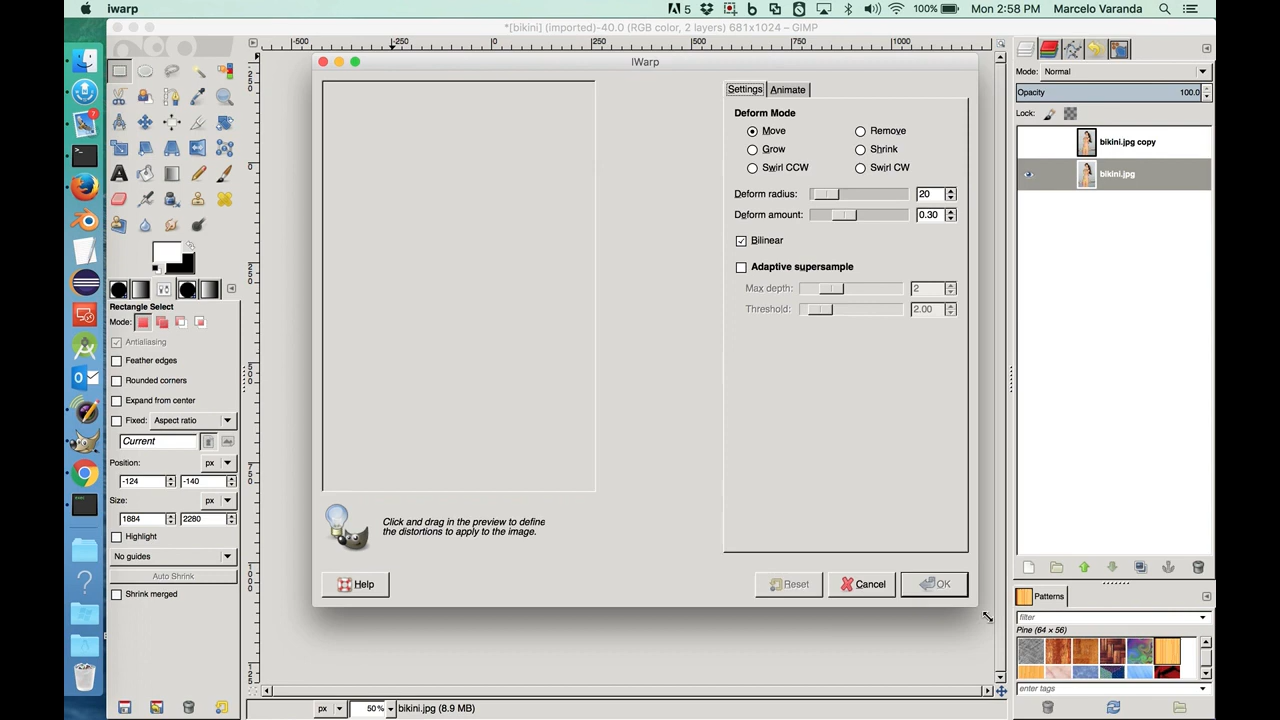 iwarp
5
100%
Mon 2:58 PM
Marcelo Varanda
*[bikini] (imported)-40.0 (RGB color, 2 layers) 681x1024 – GIMP
-500
-250
0
250
500
750
1000
IWarp
Settings
Animate
Deform Mode
Move
Remove
Grow
Shrink
Swirl CCW
Swirl CW
Deform radius:
20
Deform amount:
0.30
Bilinear
Adaptive supersample
Max depth:
2
Threshold:
2.00
Click and drag in the preview to define
the distortions to apply to the image.
Help
Reset
Cancel
OK
Rectangle Select
Mode:
Antialiasing
Feather edges
Rounded corners
Expand from center
Fixed:
Aspect ratio
Current
Position:
px
-124
-140
Size:
px
1884
2280
Highlight
No guides
Auto Shrink
Shrink merged
px
50%
bikini.jpg (8.9 MB)
Mode:
Normal
Opacity
100.0
Lock:
bikini.jpg copy
bikini.jpg
Patterns
filter
Pine (64 × 56)
enter tags